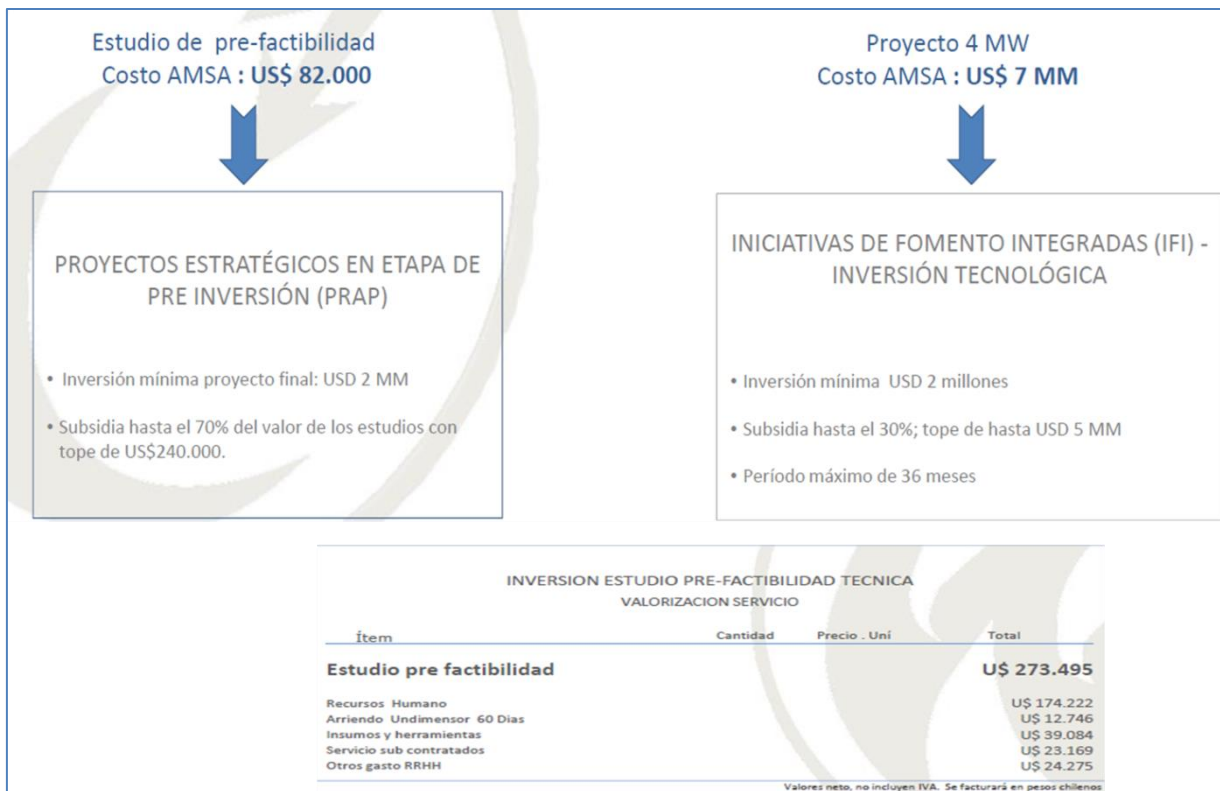 Estudio de pre-factibilidad
Costo AMSA : US$ 82.000
Proyecto 4 MW
Costo AMSA : US$ 7 MM
PROYECTOS ESTRATÉGICOS EN ETAPA DE
PRE INVERSIÓN (PRAP)
• Inversión mínima proyecto final: USD 2 MM
• Subsidia hasta el 70% del valor de los estudios con
tope de US$240.000.
INICIATIVAS DE FOMENTO INTEGRADAS (IFI) -
INVERSIÓN TECNOLÓGICA
• Inversión mínima USD 2 millones
• Subsidia hasta el 30%; tope de hasta USD 5 MM
• Período máximo de 36 meses
INVERSION ESTUDIO PRE-FACTIBILIDAD TECNICA
VALORIZACION SERVICIO
Ítem Cantidad Precio . Uní Total
Estudio pre factibilidad U$ 273.495
Recursos Humano U$ 174.222
Arriendo Undimensor 60 Dias U$ 12.746
Insumos y herramientas U$ 39.084
Servicio sub contratados U$ 23.169
Otros gasto RRHH U$ 24.275
Valores neto, no incluyen IVA. Se facturará en pesos chilenos